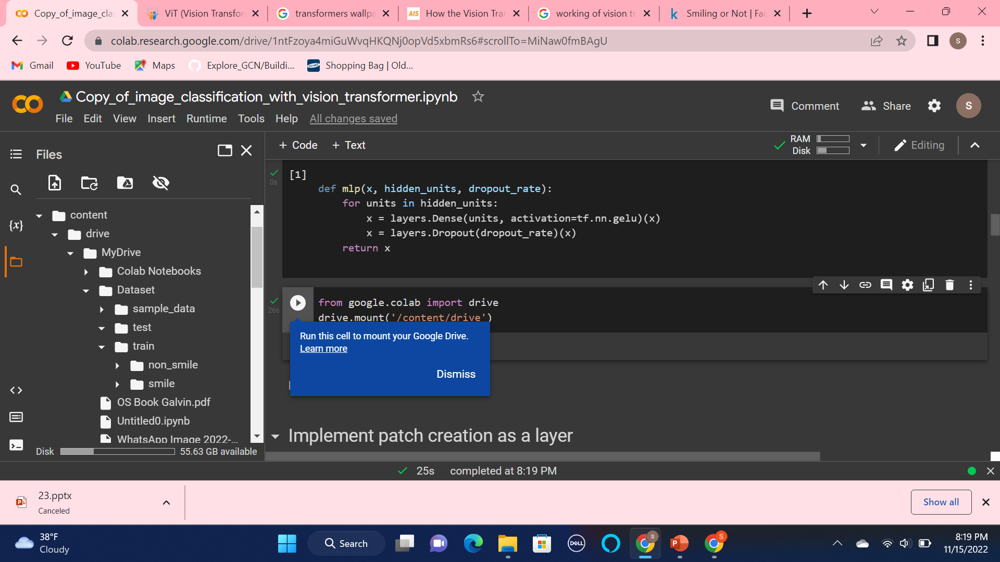 Copy_of_image_cla
ViT (Vision Transfor
transformers wallpa
AIS
How the Vision Tra
working of vision tr
k
Smiling or Not | Fac
colab.research.google.com/drive/1ntFzoya4miGuWvqHKQNj0opVd5xbmRs6#scrollTo=MiNaw0fmBAgU
S
Gmail
YouTube
Maps
Explore_GCN/Buildi...
Shopping Bag | Old...
Copy_of_image_classification_with_vision_transformer.ipynb
Comment
Share
S
File Edit View Insert Runtime Tools Help All changes saved
Files
+ Code + Text
RAM
Disk
Editing
{x}
content
drive
MyDrive
Colab Notebooks
Dataset
sample_data
test
train
non_smile
smile
OS Book Galvin.pdf
Untitled0.ipynb
WhatsApp Image 2022-...
Disk
55.63 GB available
[1]
0s
def mlp(x, hidden_units, dropout_rate):
for units in hidden_units:
x = layers.Dense(units, activation=tf.nn.gelu)(x)
x = layers.Dropout(dropout_rate)(x)
return x
26s
from google.colab import drive
drive.mount('/content/drive')
Run this cell to mount your Google Drive.
Learn more
Dismiss
Implement patch creation as a layer
25s completed at 8:19 PM
23.pptx
Canceled
Show all
38°F
Cloudy
Search
DELL
P
S
S
8:19 PM
11/15/2022